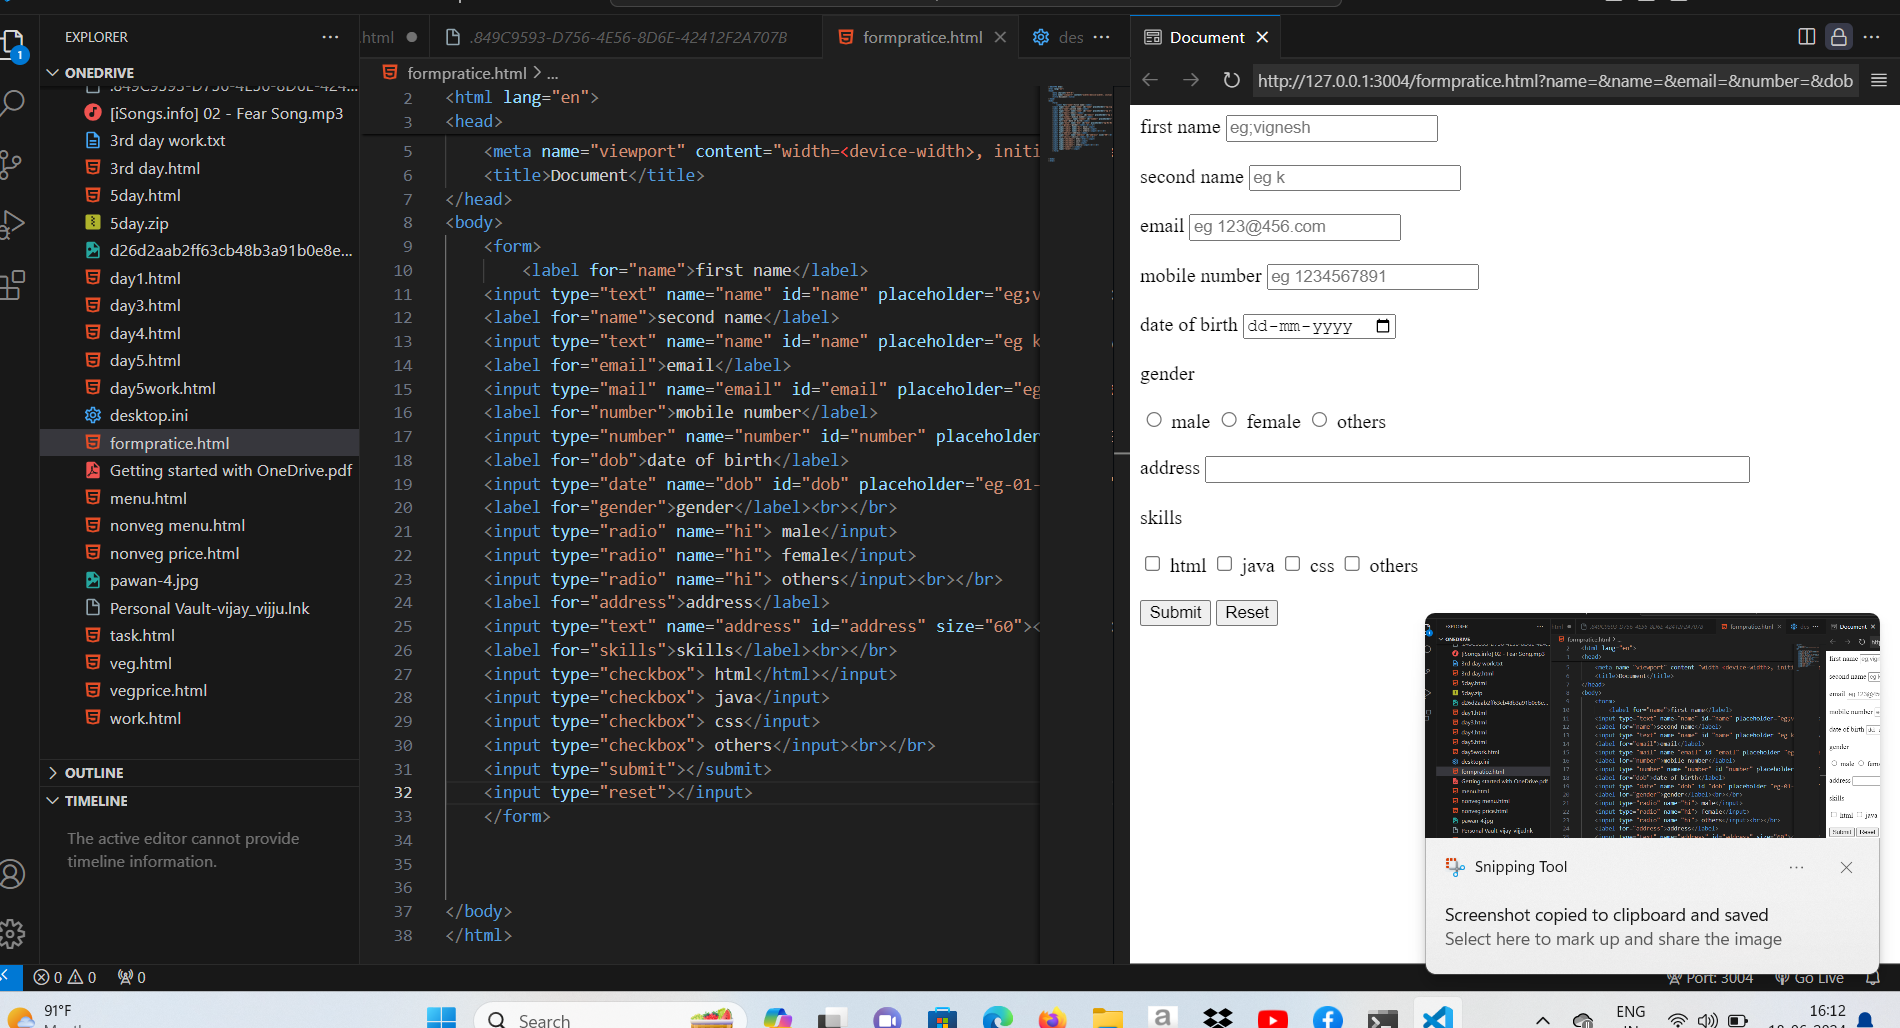 EXPLORER
ONEDRIVE
[iSongs.info] 02 - Fear Song.mp3
3rd day work.txt
3rd day.html
5day.html
5day.zip
d26d2aab2ff63cb48b3a91b0e8e...
day1.html
day3.html
day4.html
day5.html
day5work.html
desktop.ini
formpratice.html
Getting started with OneDrive.pdf
menu.html
nonveg menu.html
nonveg price.html
pawan-4.jpg
Personal Vault-vijay_vijju.lnk
task.html
veg.html
vegprice.html
work.html
OUTLINE
TIMELINE
The active editor cannot provide
timeline information.
.html
.849C9593-D756-4E56-8D6E-42412F2A707B
formpratice.html
des
formpratice.html > ...
2 <html lang="en">
3 <head>
5 <meta name="viewport" content="width=<device-width>, initi
6 <title>Document</title>
7 </head>
8 <body>
9 <form>
10 <label for="name">first name</label>
11 <input type="text" name="name" id="name" placeholder="eg;v
12 <label for="name">second name</label>
13 <input type="text" name="name" id="name" placeholder="eg k
14 <label for="email">email</label>
15 <input type="mail" name="email" id="email" placeholder="eg
16 <label for="number">mobile number</label>
17 <input type="number" name="number" id="number" placeholder
18 <label for="dob">date of birth</label>
19 <input type="date" name="dob" id="dob" placeholder="eg-01-
20 <label for="gender">gender</label><br></br>
21 <input type="radio" name="hi"> male</input>
22 <input type="radio" name="hi"> female</input>
23 <input type="radio" name="hi"> others</input><br></br>
24 <label for="address">address</label>
25 <input type="text" name="address" id="address" size="60"><
26 <label for="skills">skills</label><br></br>
27 <input type="checkbox"> html</html></input>
28 <input type="checkbox"> java</input>
29 <input type="checkbox"> css</input>
30 <input type="checkbox"> others</input><br></br>
31 <input type="submit"></submit>
32 <input type="reset"></input>
33 </form>
34
35
36
37 </body>
38 </html>
Document
http://127.0.0.1:3004/formpratice.html?name=&name=&email=&number=&dob
first name eg;vignesh
second name eg k
email eg 123@456.com
mobile number eg 1234567891
date of birth dd-mm-yyyy
gender
male female others
address
skills
html java css others
Submit Reset
Snipping Tool
Screenshot copied to clipboard and saved
Select here to mark up and share the image
0 0 0
Port: 3004 Go Live
91°F
Search
ENG
16:12